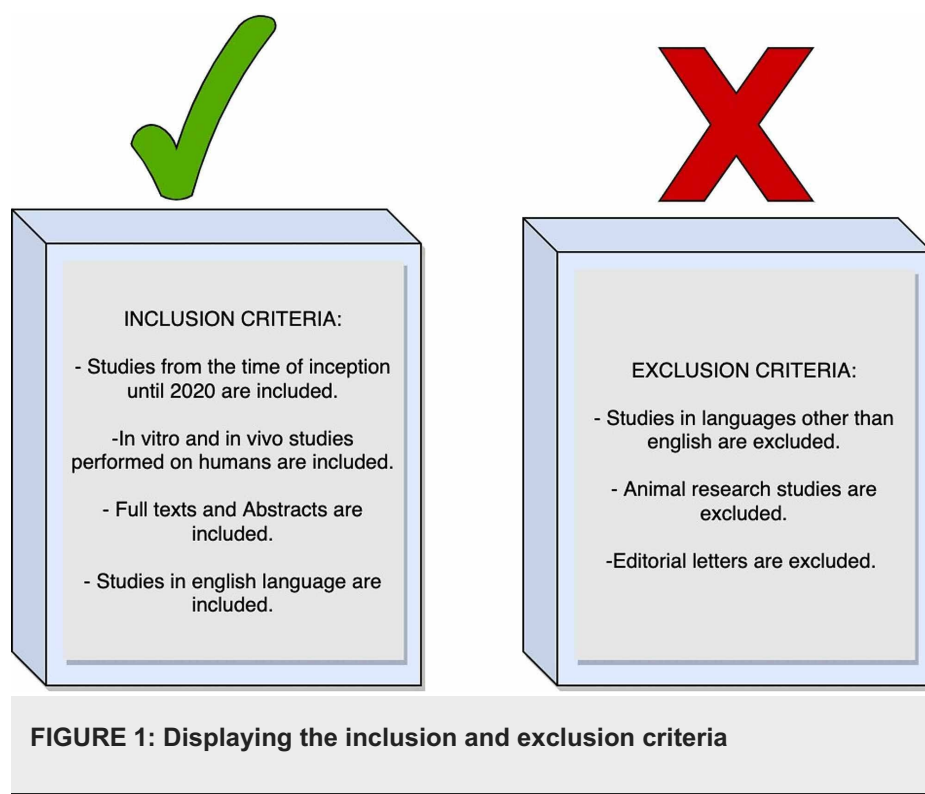 INCLUSION CRITERIA:
- Studies from the time of inception
until 2020 are included.
-In vitro and in vivo studies
performed on humans are included.
- Full texts and Abstracts are
included.
- Studies in english language are
included.
EXCLUSION CRITERIA:
- Studies in languages other than
english are excluded.
- Animal research studies are
excluded.
-Editorial letters are excluded.
FIGURE 1: Displaying the inclusion and exclusion criteria